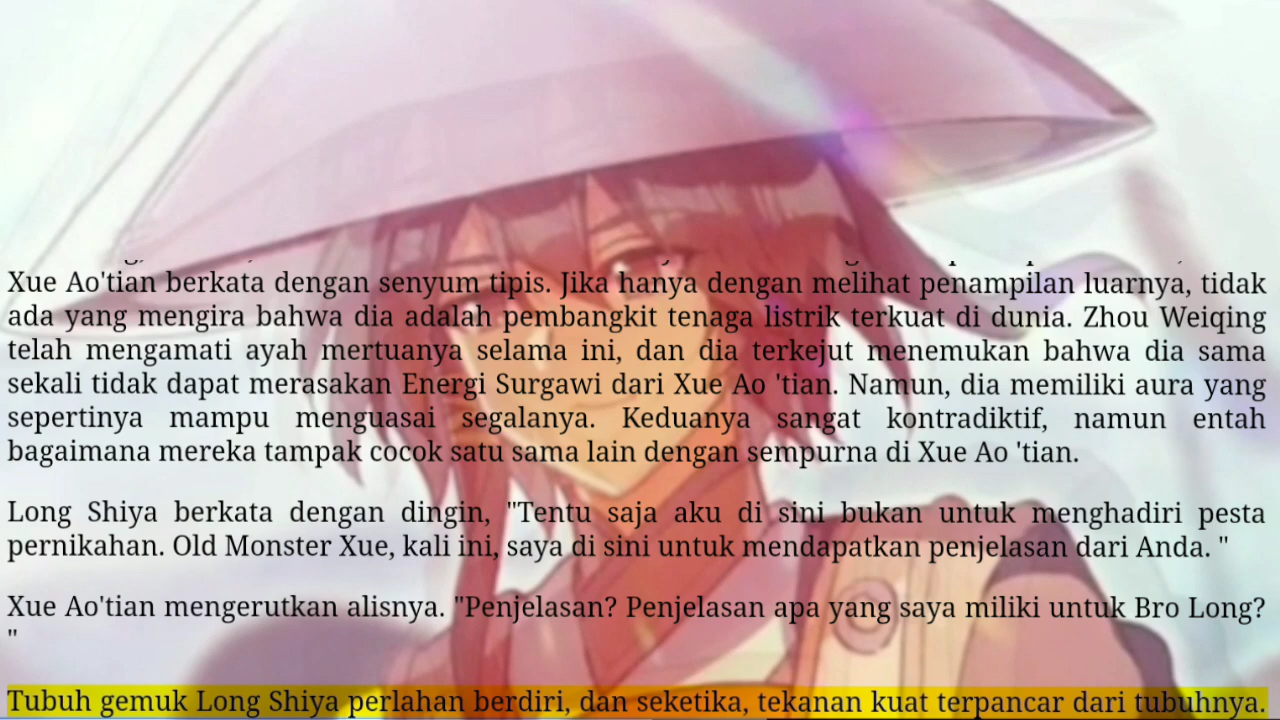 Xue Ao'tian berkata dengan senyum tipis. Jika hanya dengan melihat penampilan luarnya, tidak
ada yang mengira bahwa dia adalah pembangkit tenaga listrik terkuat di dunia. Zhou Weiqing
telah mengamati ayah mertuanya selama ini, dan dia terkejut menemukan bahwa dia sama
sekali tidak dapat merasakan Energi Surgawi dari Xue Ao 'tian. Namun, dia memiliki aura yang
sepertinya mampu menguasai segalanya. Keduanya sangat kontradiktif, namun entah
bagaimana mereka tampak cocok satu sama lain dengan sempurna di Xue Ao 'tian.
Long Shiya berkata dengan dingin, "Tentu saja aku di sini bukan untuk menghadiri pesta
pernikahan. Old Monster Xue, kali ini, saya di sini untuk mendapatkan penjelasan dari Anda. "
Xue Ao'tian mengerutkan alisnya. "Penjelasan? Penjelasan apa yang saya miliki untuk Bro Long?
"
Tubuh gemuk Long Shiya perlahan berdiri, dan seketika, tekanan kuat terpancar dari tubuhnya.